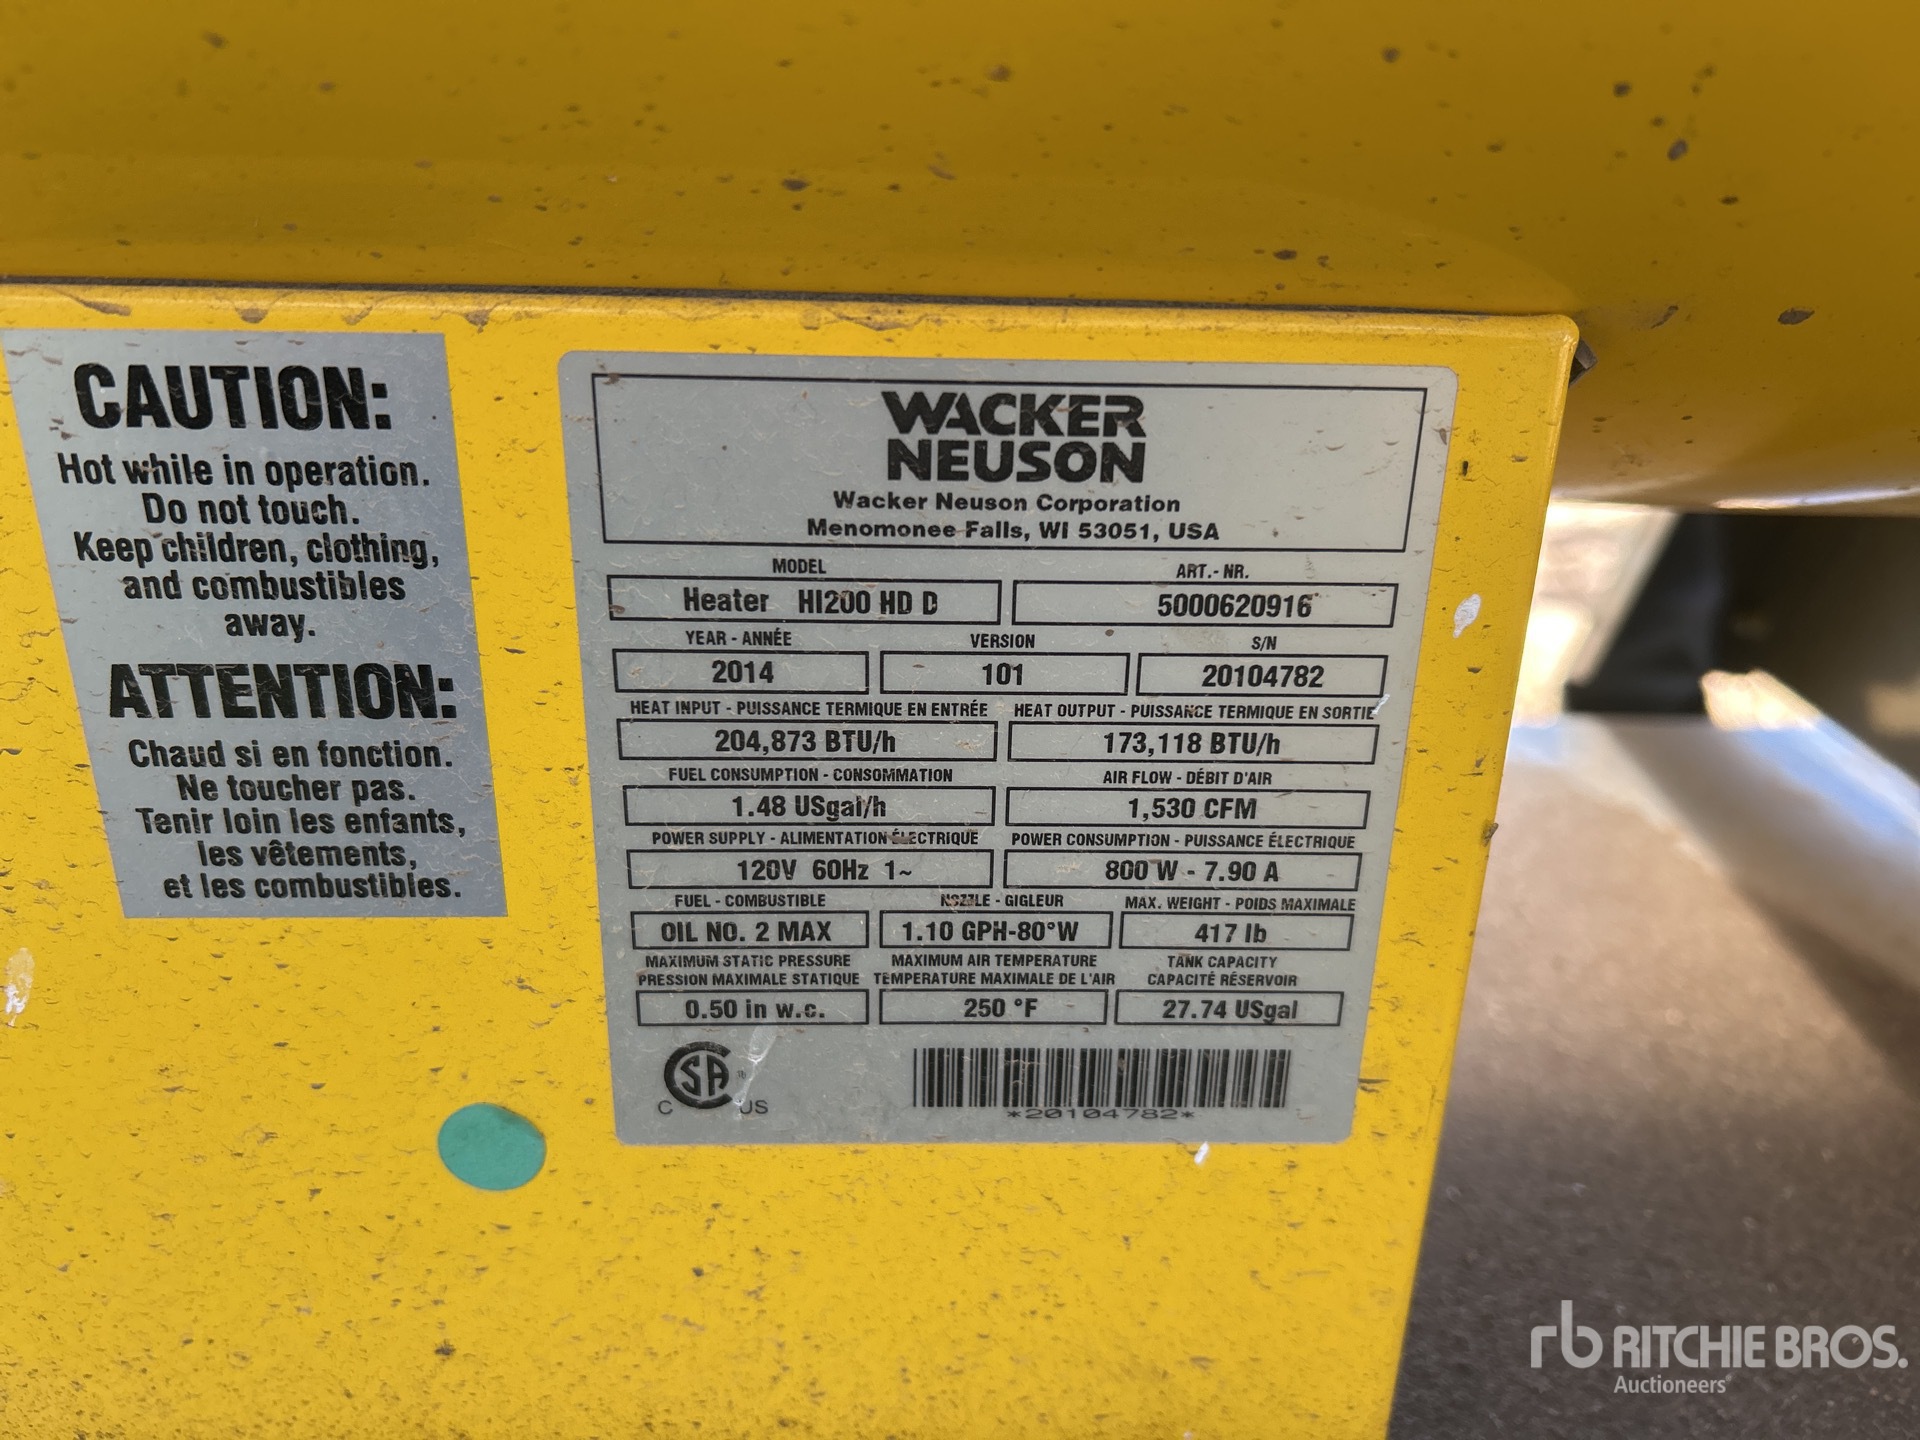 CAUTION:
Hot while in operation.
Do not touch.
Keep children, clothing,
and combustibles
away.
ATTENTION:
Chaud si en fonction.
Ne toucher pas.
Tenir loin les enfants,
les vêtements,
et les combustibles.
WACKER
NEUSON
Wacker Neuson Corporation
Menomonee Falls, WI 53051, USA
MODEL ART.- NR.
Heater HI200 HD D 5000620916
YEAR - ANNÉE VERSION S/N
2014 101 20104782
HEAT INPUT - PUISSANCE TERMIQUE EN ENTRÉE HEAT OUTPUT - PUISSANCE TERMIQUE EN SORTIE
204,873 BTU/h 173,118 BTU/h
FUEL CONSUMPTION - CONSOMMATION AIR FLOW - DÉBIT D'AIR
1.48 USgal/h 1,530 CFM
POWER SUPPLY - ALIMENTATION ÉLECTRIQUE POWER CONSUMPTION - PUISSANCE ÉLECTRIQUE
120V 60Hz 1~ 800 W - 7.90 A
FUEL - COMBUSTIBLE NOZZLE - GIGLEUR MAX. WEIGHT - POIDS MAXIMALE
OIL NO. 2 MAX 1.10 GPH-80°W 417 lb
MAXIMUM STATIC PRESSURE MAXIMUM AIR TEMPERATURE TANK CAPACITY
PRESSION MAXIMALE STATIQUE TEMPERATURE MAXIMALE DE L'AIR CAPACITÉ RÉSERVOIR
0.50 in w.c. 250 °F 27.74 USgal
CSA
C US
*20104782*
rb RITCHIE BROS.
Auctioneers